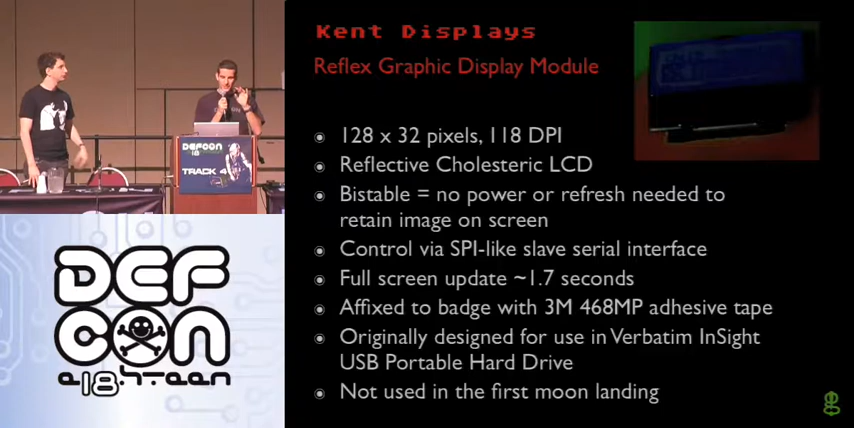 Kent Displays
Reflex Graphic Display Module
128 x 32 pixels, 118 DPI
Reflective Cholesteric LCD
Bistable = no power or refresh needed to
retain image on screen
Control via SPI-like slave serial interface
Full screen update ~1.7 seconds
Affixed to badge with 3M 468MP adhesive tape
Originally designed for use in Verbatim InSight
USB Portable Hard Drive
Not used in the first moon landing
DEFCON
18
TRACK 4
DEF
CON
e18.hteen